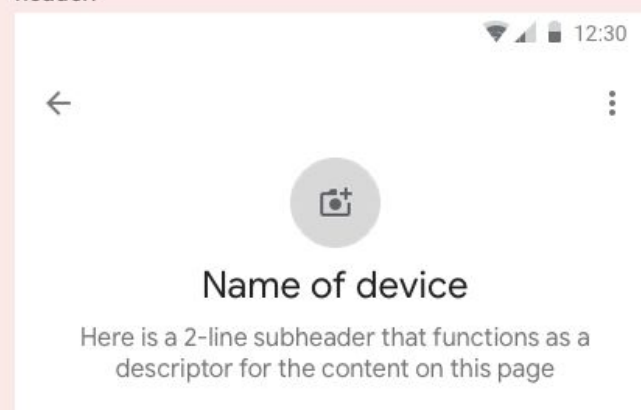 12:30
Name of device
Here is a 2-line subheader that functions as a
descriptor for the content on this page